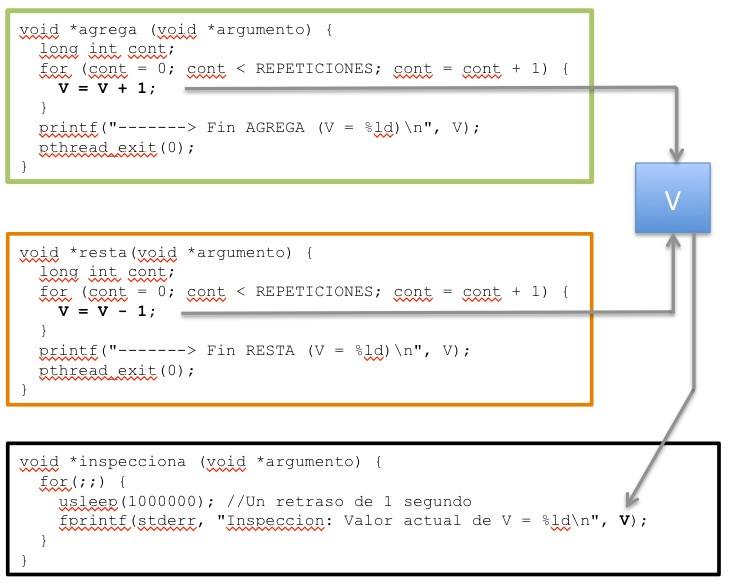 void *agrega (void *argumento) {
long int cont;
for (cont = 0; cont < REPETICIONES; cont = cont + 1) {
V = V + 1;
}
printf("-------> Fin AGREGA (V = %ld)\n", V);
pthread_exit(0);
}
V
void *resta(void *argumento) {
long int cont;
for (cont = 0; cont < REPETICIONES; cont = cont + 1) {
V = V - 1;
}
printf("-------> Fin RESTA (V = %ld)\n", V);
pthread_exit(0);
}
void *inspecciona (void *argumento) {
for(;;) {
usleep(1000000); //Un retraso de 1 segundo
fprintf(stderr, "Inspeccion: Valor actual de V = %ld\n", V);
}
}